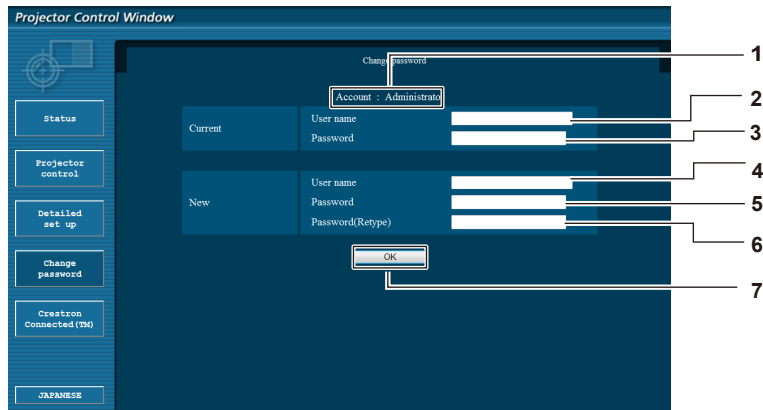 Projector Control Window
Change password
Account : Administrato
Status
Projector
control
Detailed
set up
Change
password
Crestron
Connected(TM)
JAPANESE
Current
User name
Password
New
User name
Password
Password(Retype)
OK
1
2
3
4
5
6
7